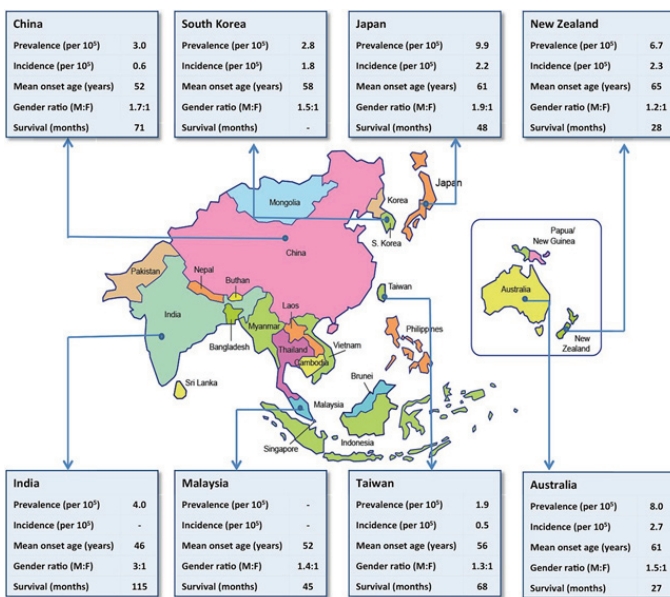 China
Prevalence (per 10⁵) 3.0
Incidence (per 10⁵) 0.6
Mean onset age (years) 52
Gender ratio (M:F) 1.7:1
Survival (months) 71
South Korea
Prevalence (per 10⁵) 2.8
Incidence (per 10⁵) 1.8
Mean onset age (years) 58
Gender ratio (M:F) 1.5:1
Survival (months) -
Japan
Prevalence (per 10⁵) 9.9
Incidence (per 10⁵) 2.2
Mean onset age (years) 61
Gender ratio (M:F) 1.9:1
Survival (months) 48
New Zealand
Prevalence (per 10⁵) 6.7
Incidence (per 10⁵) 2.3
Mean onset age (years) 65
Gender ratio (M:F) 1.2:1
Survival (months) 28
Mongolia
Korea
Japan
S. Korea
China
Pakistan
Nepal
Buthan
India
Bangladesh
Myanmar
Laos
Thailand
Cambodia
Vietnam
Taiwan
Philippines
Sri Lanka
Brunei
Malaysia
Singapore
Indonesia
Papua/
New Guinea
Australia
New
Zealand
India
Prevalence (per 10⁵) 4.0
Incidence (per 10⁵) -
Mean onset age (years) 46
Gender ratio (M:F) 3:1
Survival (months) 115
Malaysia
Prevalence (per 10⁵) -
Incidence (per 10⁵) -
Mean onset age (years) 52
Gender ratio (M:F) 1.4:1
Survival (months) 45
Taiwan
Prevalence (per 10⁵) 1.9
Incidence (per 10⁵) 0.5
Mean onset age (years) 56
Gender ratio (M:F) 1.3:1
Survival (months) 68
Australia
Prevalence (per 10⁵) 8.0
Incidence (per 10⁵) 2.7
Mean onset age (years) 61
Gender ratio (M:F) 1.5:1
Survival (months) 27